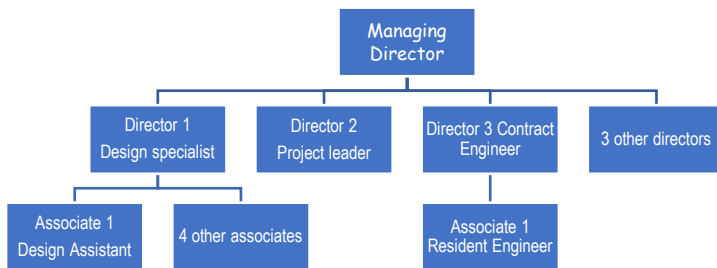 Managing
Director
Director 1
Design specialist
Director 2
Project leader
Director 3 Contract
Engineer
3 other directors
Associate 1
Design Assistant
4 other associates
Associate 1
Resident Engineer